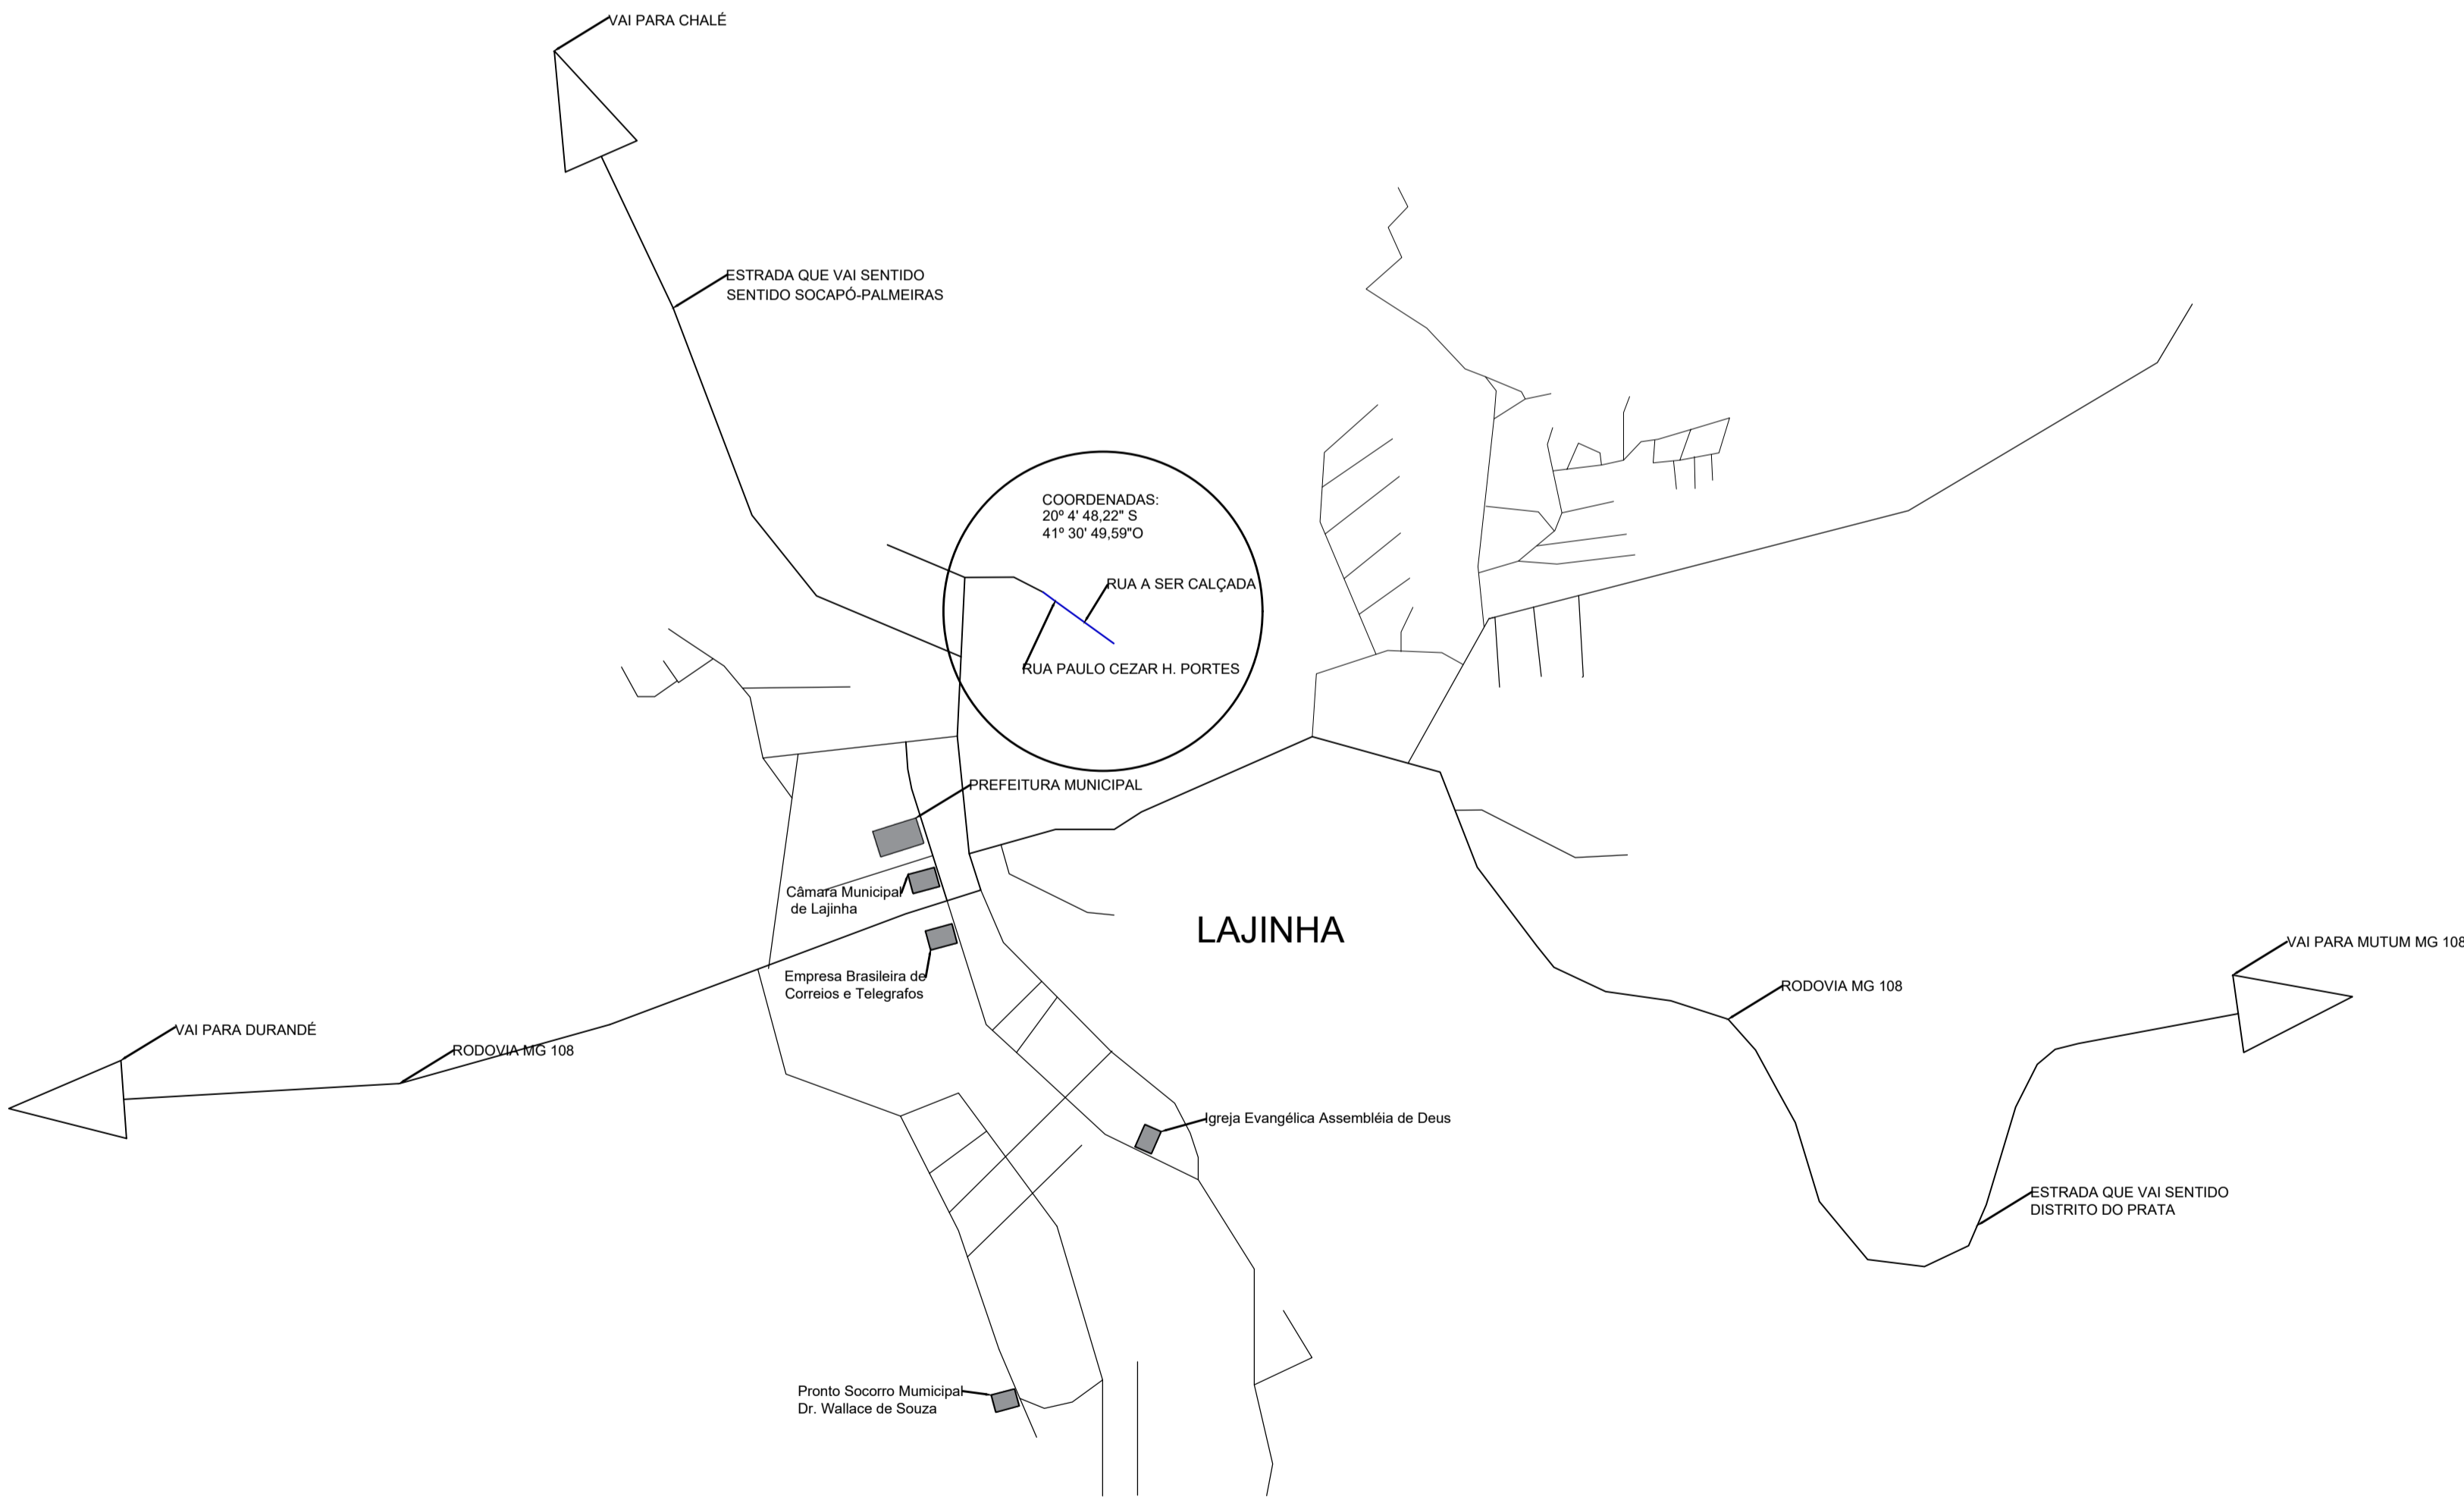 VAI PARA CHALÉ
ESTRADA QUE VAI SENTIDO
SENTIDO SOCAPÓ-PALMEIRAS
COORDENADAS:
20º 4' 48,22" S
41º 30' 49,59"O
RUA A SER CALÇADA
RUA PAULO CEZAR H. PORTES
PREFEITURA MUNICIPAL
Câmara Municipal
de Lajinha
LAJINHA
Empresa Brasileira de
Correios e Telegrafos
VAI PARA MUTUM MG 108
RODOVIA MG 108
VAI PARA DURANDÉ
RODOVIA MG 108
Igreja Evangélica Assembléia de Deus
ESTRADA QUE VAI SENTIDO
DISTRITO DO PRATA
Pronto Socorro Mumicipal
Dr. Wallace de Souza